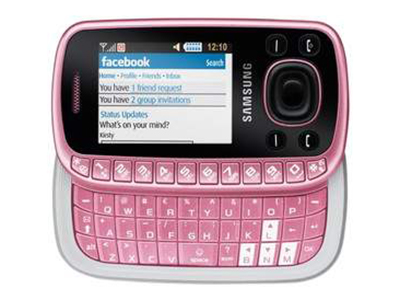 12:10
facebook Search
Home • Profile • Friends • Inbox
You have 1 friend request
You have 2 group invitations
Status Updates
What's on your mind?
Kirsty
SAMSUNG
Q W E R T Y U I O P
A S D F G H J K L
Z X C V B N M
space